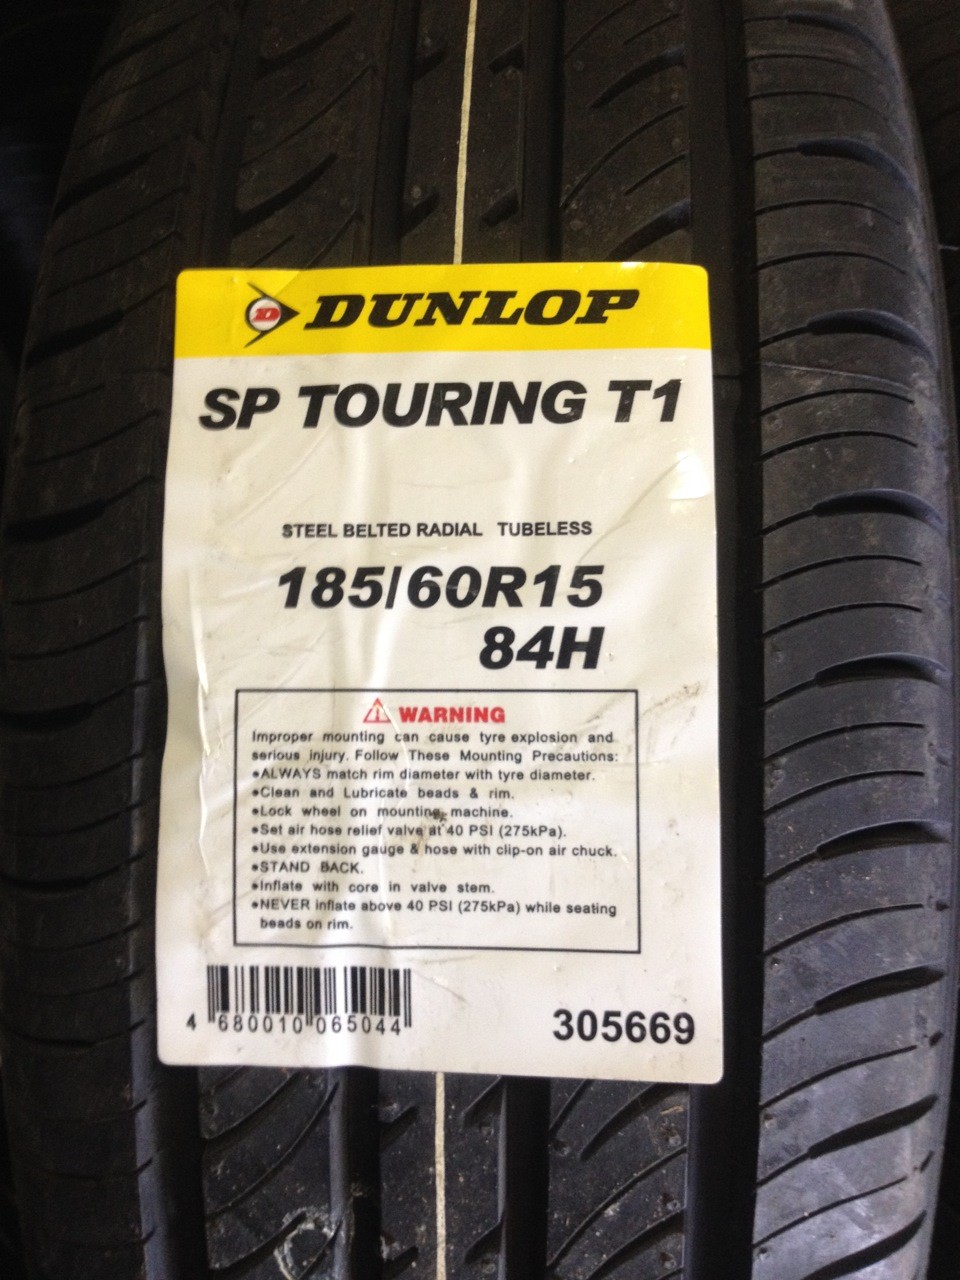 D DUNLOP
SP TOURING T1
STEEL BELTED RADIAL TUBELESS
185/60R15
84H
WARNING
Improper mounting can cause tyre explosion and
serious injury. Follow These Mounting Precautions:
•ALWAYS match rim diameter with tyre diameter.
•Clean and Lubricate beads & rim.
•Lock wheel on mounting machine.
•Set air hose relief valve at 40 PSI (275kPa).
•Use extension gauge & hose with clip-on air chuck.
•STAND BACK.
•Inflate with core in valve stem.
•NEVER inflate above 40 PSI (275kPa) while seating
beads on rim.
4 680010 065044
305669